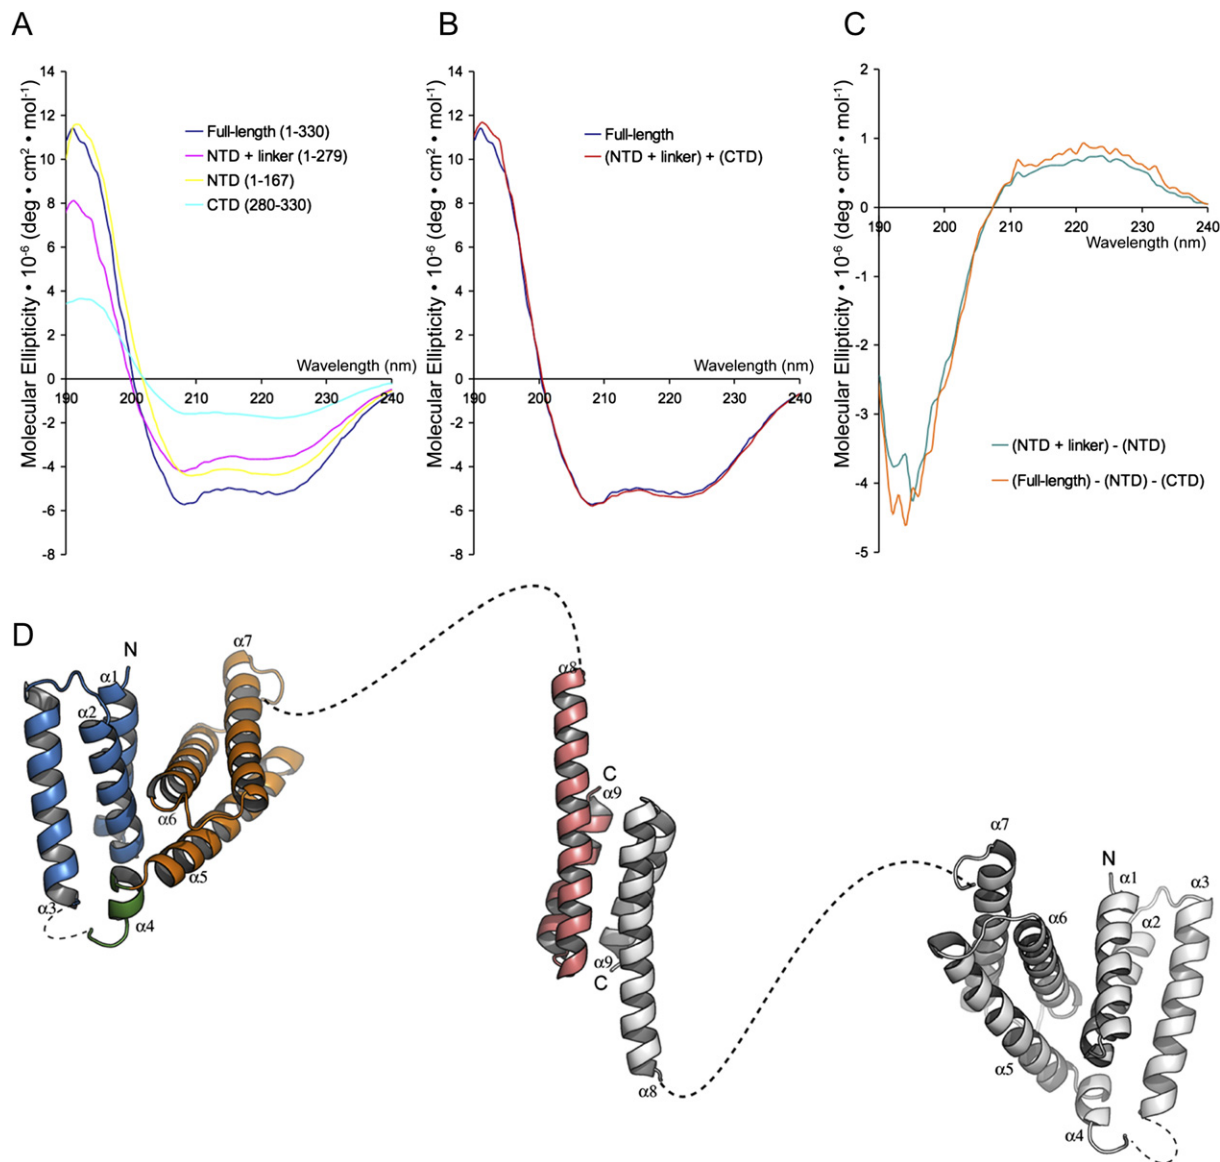 A
B
C
Molecular Ellipticity • 10⁻⁶ (deg • cm² • mol⁻¹)
14
12
10
8
6
4
2
0
-2
-4
-6
-8
Full-length (1-330)
NTD + linker (1-279)
NTD (1-167)
CTD (280-330)
Wavelength (nm)
190
200
210
220
230
240
Molecular Ellipticity • 10⁻⁶ (deg • cm² • mol⁻¹)
14
12
10
8
6
4
2
0
-2
-4
-6
-8
Full-length
(NTD + linker) + (CTD)
Wavelength (nm)
190
200
210
220
230
240
Molecular Ellipticity • 10⁻⁶ (deg • cm² • mol⁻¹)
2
1
0
-1
-2
-3
-4
-5
190
200
210
220
230
240
Wavelength (nm)
(NTD + linker) - (NTD)
(Full-length) - (NTD) - (CTD)
D
N
α1
α2
α3
α4
α5
α6
α7
α8
C
α9
α9
C
α8
α7
N
α1
α3
α2
α6
α5
α4